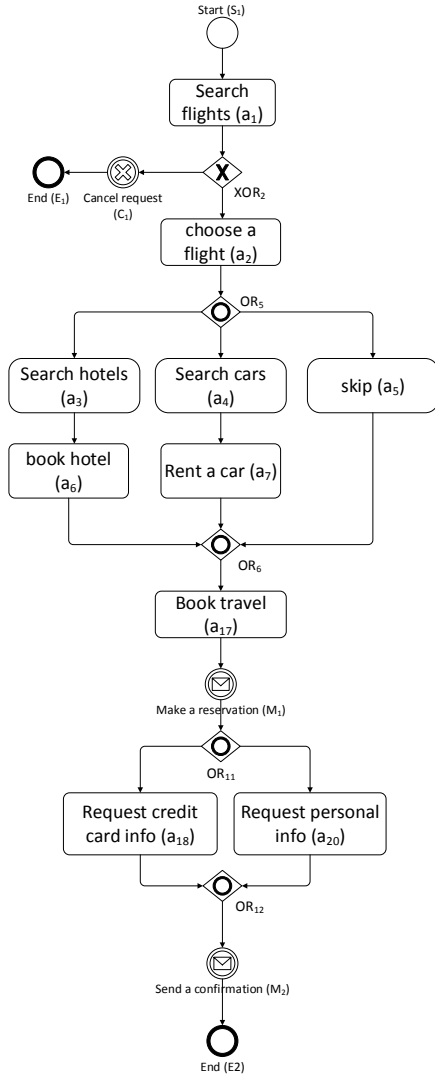 Start (S₁)
Search
flights (a₁)
X
XOR₂
End (E₁)
Cancel request
(C₁)
choose a
flight (a₂)
OR₅
Search hotels
(a₃)
Search cars
(a₄)
skip (a₅)
book hotel
(a₆)
Rent a car (a₇)
OR₆
Book travel
(a₁₇)
Make a reservation (M₁)
OR₁₁
Request credit
card info (a₁₈)
Request personal
info (a₂₀)
OR₁₂
Send a confirmation (M₂)
End (E2)